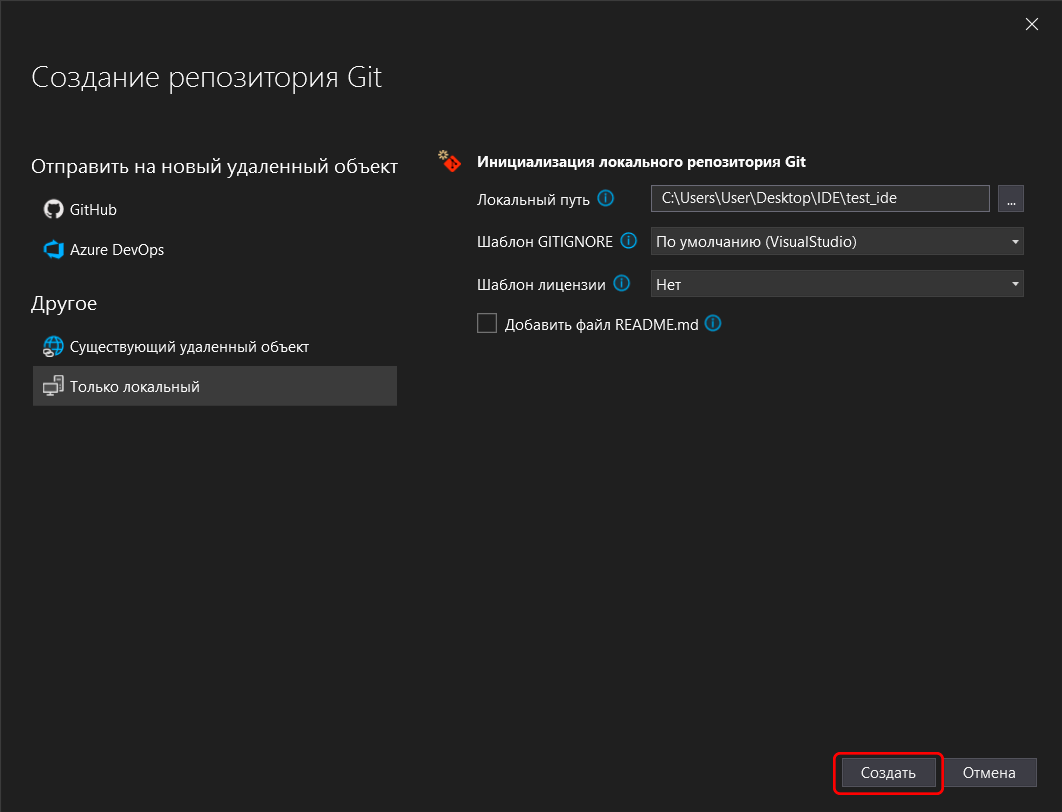 Создание репозитория Git
Отправить на новый удаленный объект
GitHub
Azure DevOps
Другое
Существующий удаленный объект
Только локальный
Инициализация локального репозитория Git
Локальный путь C:\Users\User\Desktop\IDE\test_ide ...
Шаблон GITIGNORE По умолчанию (VisualStudio)
Шаблон лицензии Нет
Добавить файл README.md
Создать Отмена